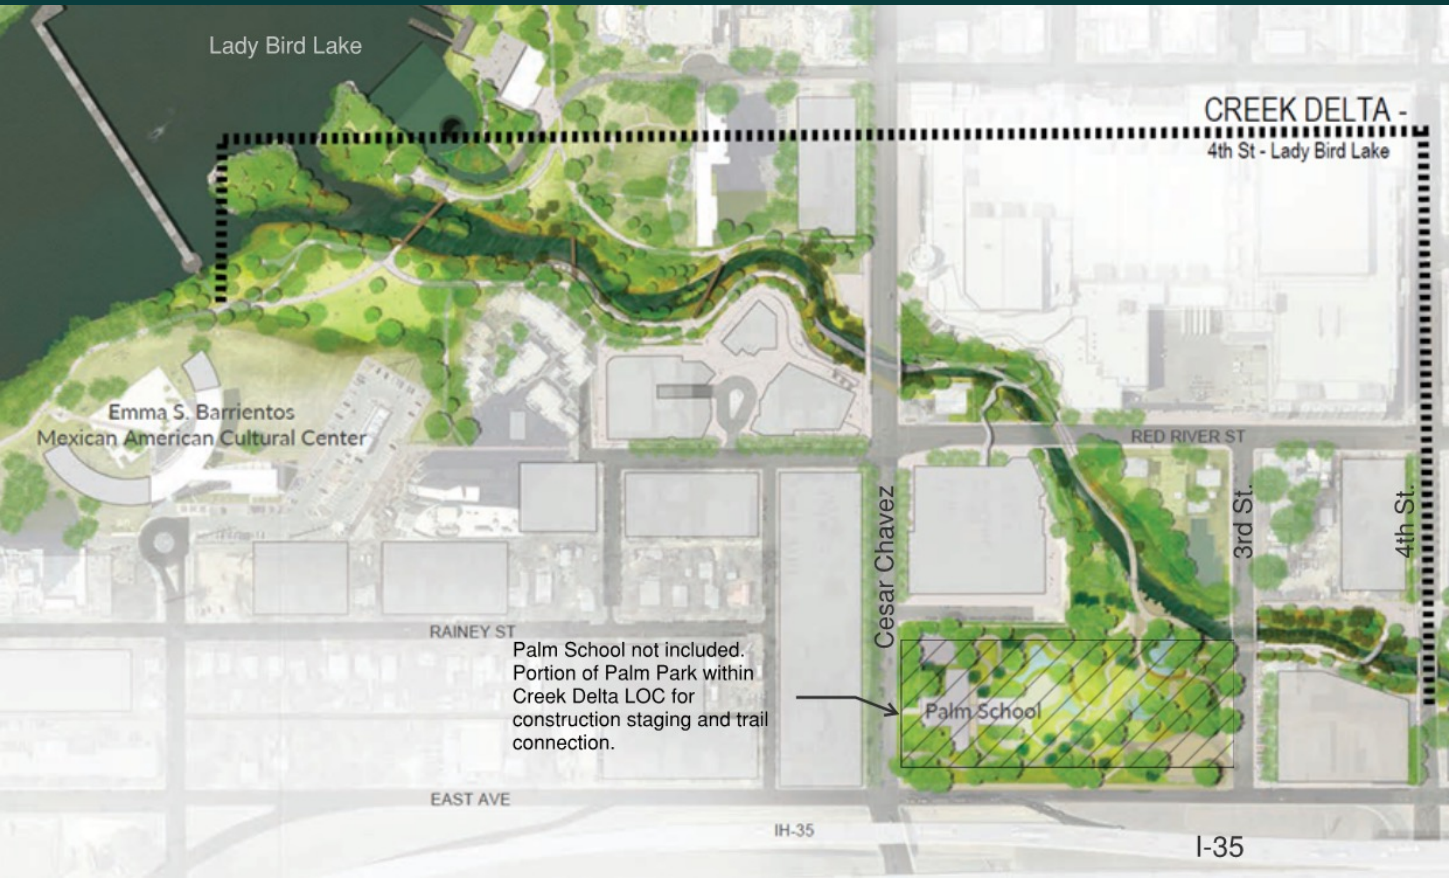 Lady Bird Lake
CREEK DELTA -
4th St - Lady Bird Lake
Emma S. Barrientos
Mexican American Cultural Center
RED RIVER ST
Cesar Chavez
3rd St.
4th St.
RAINEY ST
Palm School not included.
Portion of Palm Park within
Creek Delta LOC for
construction staging and trail
connection.
Palm School
EAST AVE
IH-35
I-35